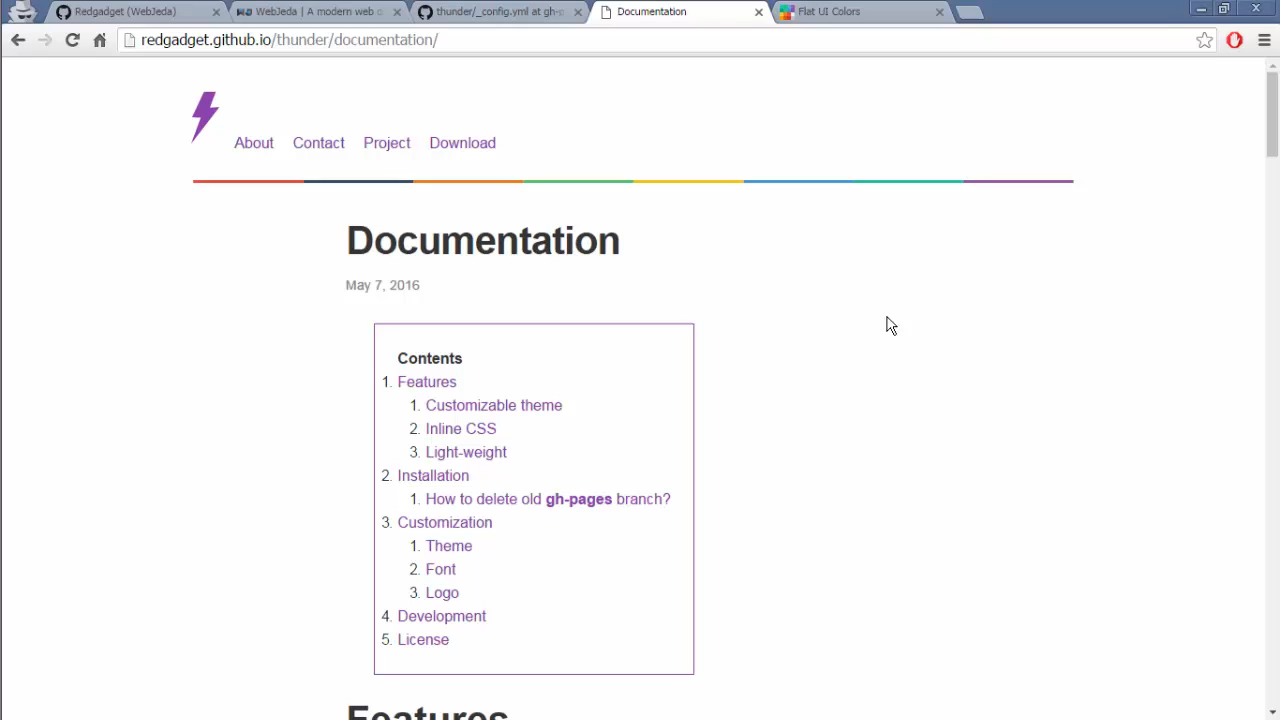 Redgadget (WebJeda)
WebJeda | A modern web c
thunder/_config.yml at gh-p
Documentation
Flat UI Colors
redgadget.github.io/thunder/documentation/
About Contact Project Download
Documentation
May 7, 2016
Contents
1. Features
1. Customizable theme
2. Inline CSS
3. Light-weight
2. Installation
1. How to delete old gh-pages branch?
3. Customization
1. Theme
2. Font
3. Logo
4. Development
5. License
Features